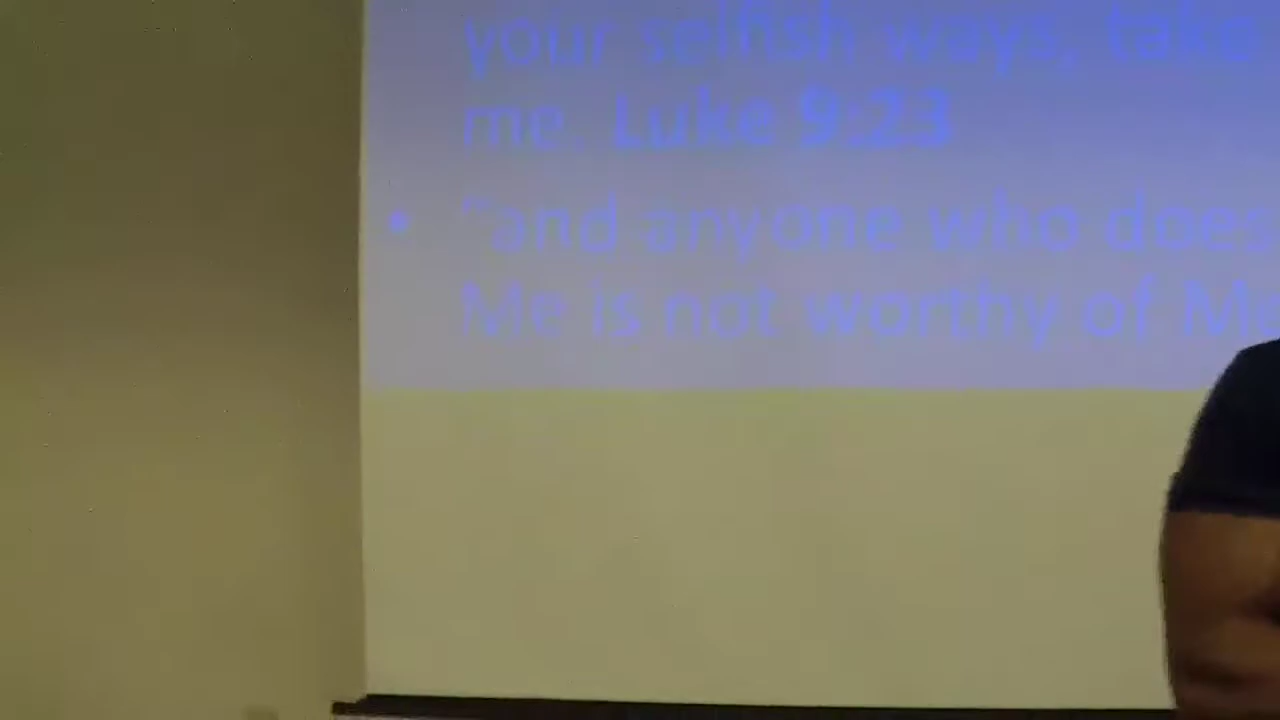 your selfish ways, take
me. Luke 9:23
• "and anyone who does
Me is not worthy of Me